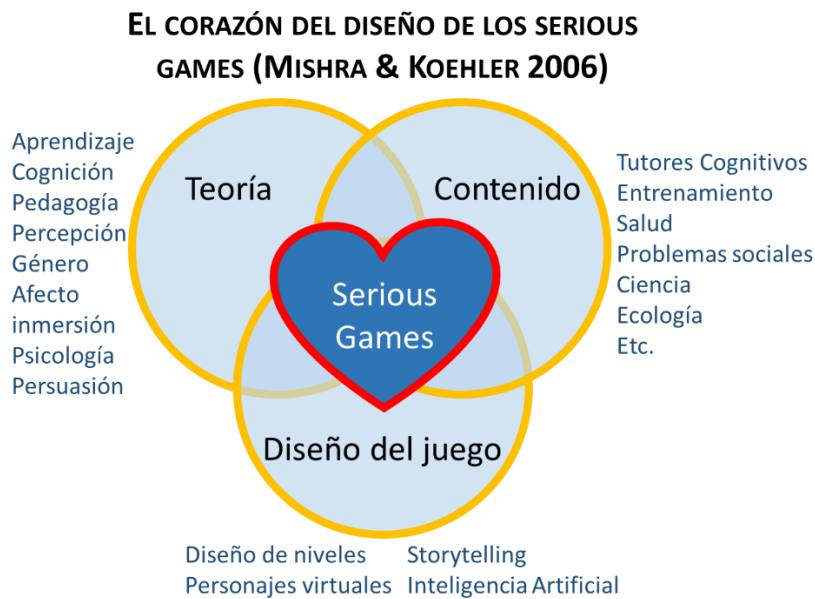 EL CORAZÓN DEL DISEÑO DE LOS SERIOUS
GAMES (MISHRA & KOEHLER 2006)
Aprendizaje
Cognición
Pedagogía
Percepción
Género
Afecto
inmersión
Psicología
Persuasión
Teoría
Contenido
Tutores Cognitivos
Entrenamiento
Salud
Problemas sociales
Ciencia
Ecología
Etc.
Serious
Games
Diseño del juego
Diseño de niveles
Personajes virtuales
Storytelling
Inteligencia Artificial